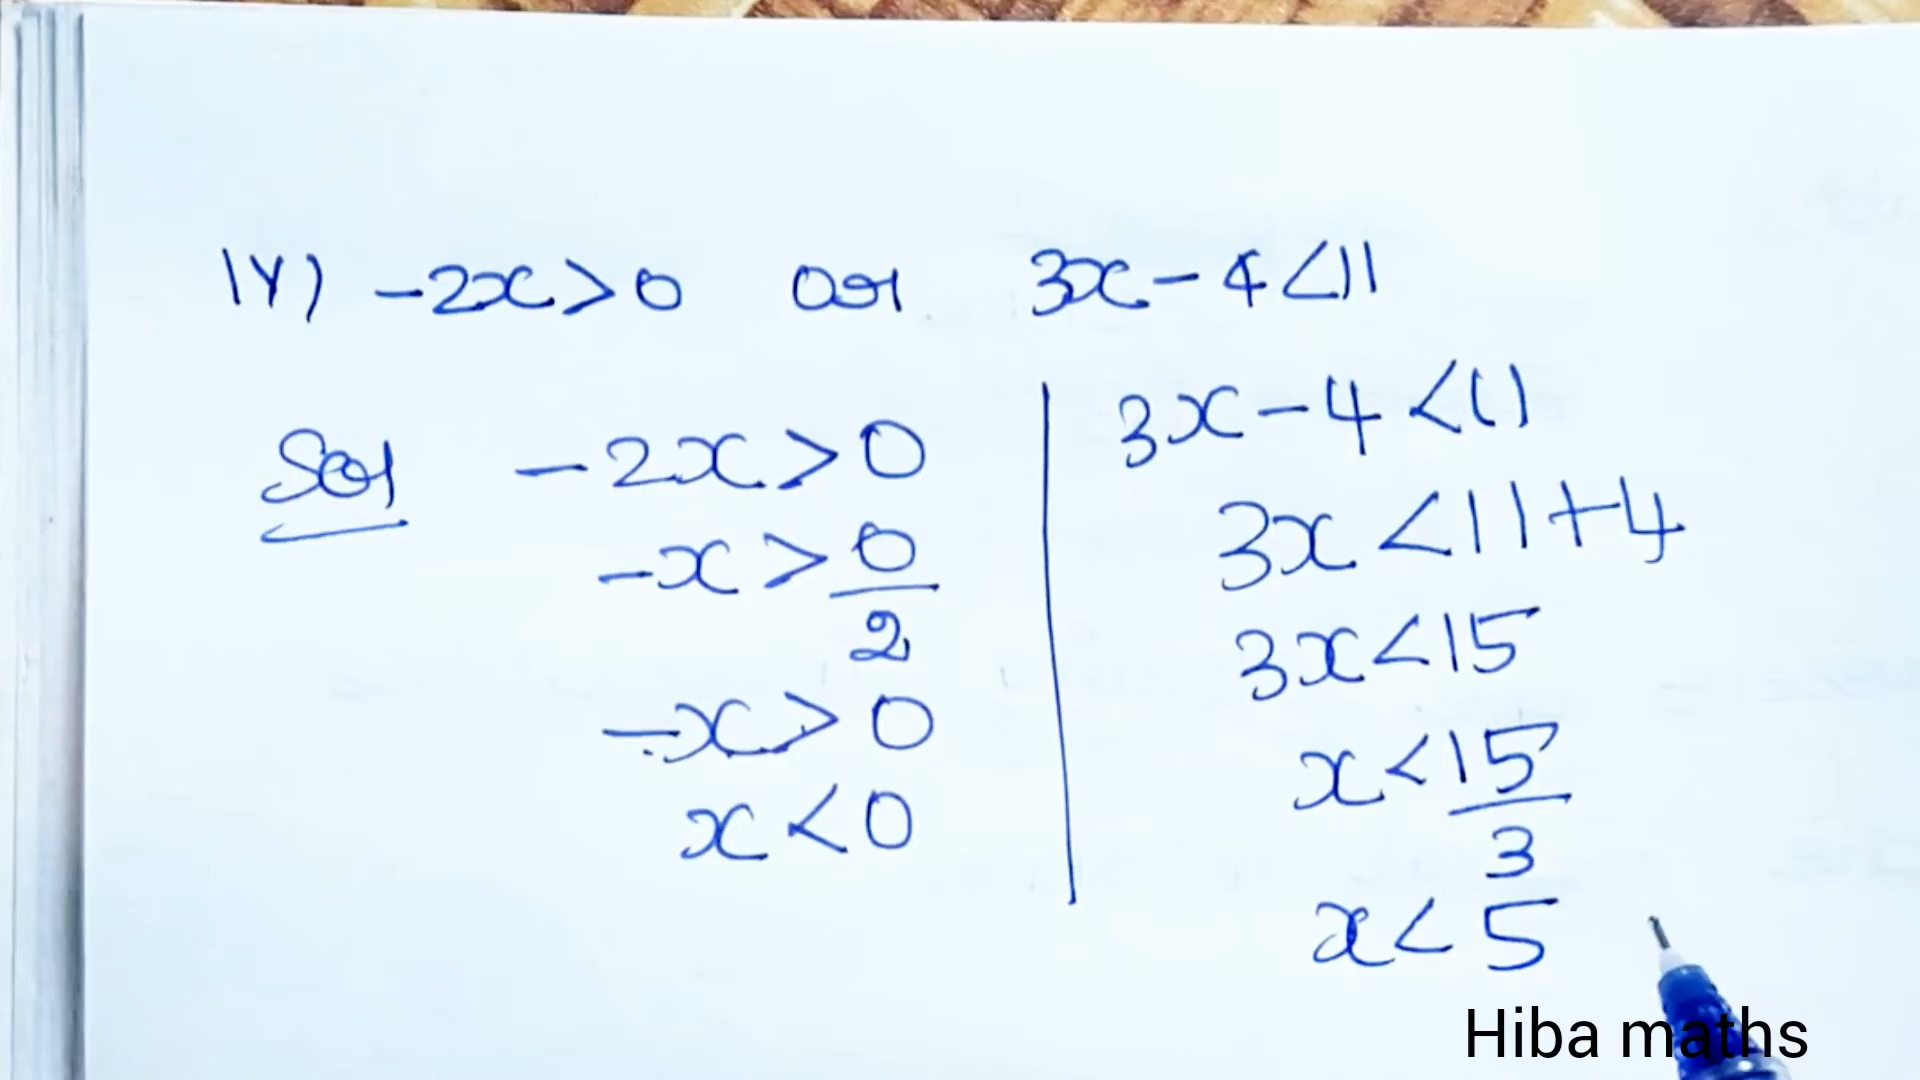 IV) -2x>0 or 3x-4<11
Sol -2x>0
-x>0/2
-x>0
x<0
3x-4<11
3x<11+4
3x<15
x<15/3
x<5
Hiba maths